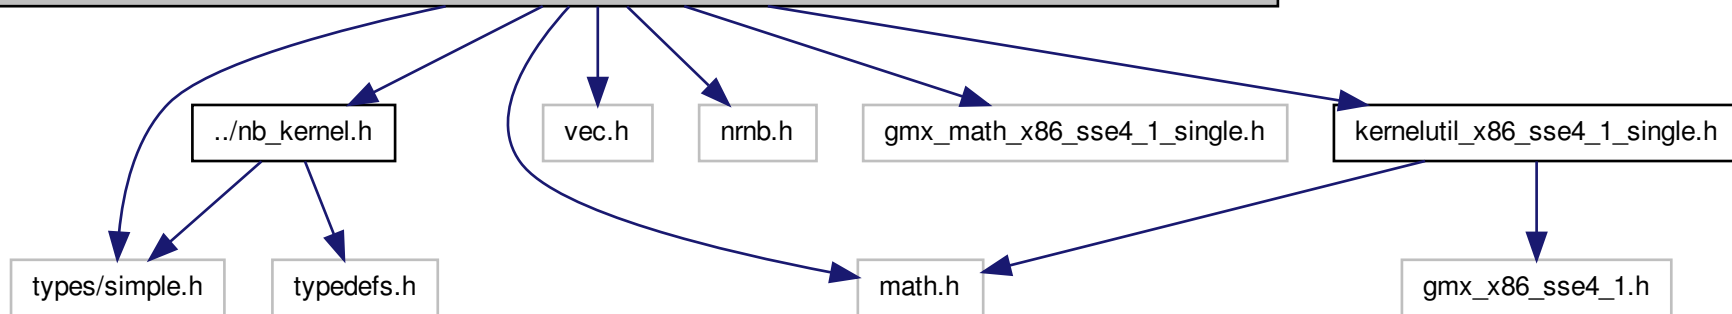 ../nb_kernel.h
vec.h
nrnb.h
gmx_math_x86_sse4_1_single.h
kernelutil_x86_sse4_1_single.h
types/simple.h
typedefs.h
math.h
gmx_x86_sse4_1.h